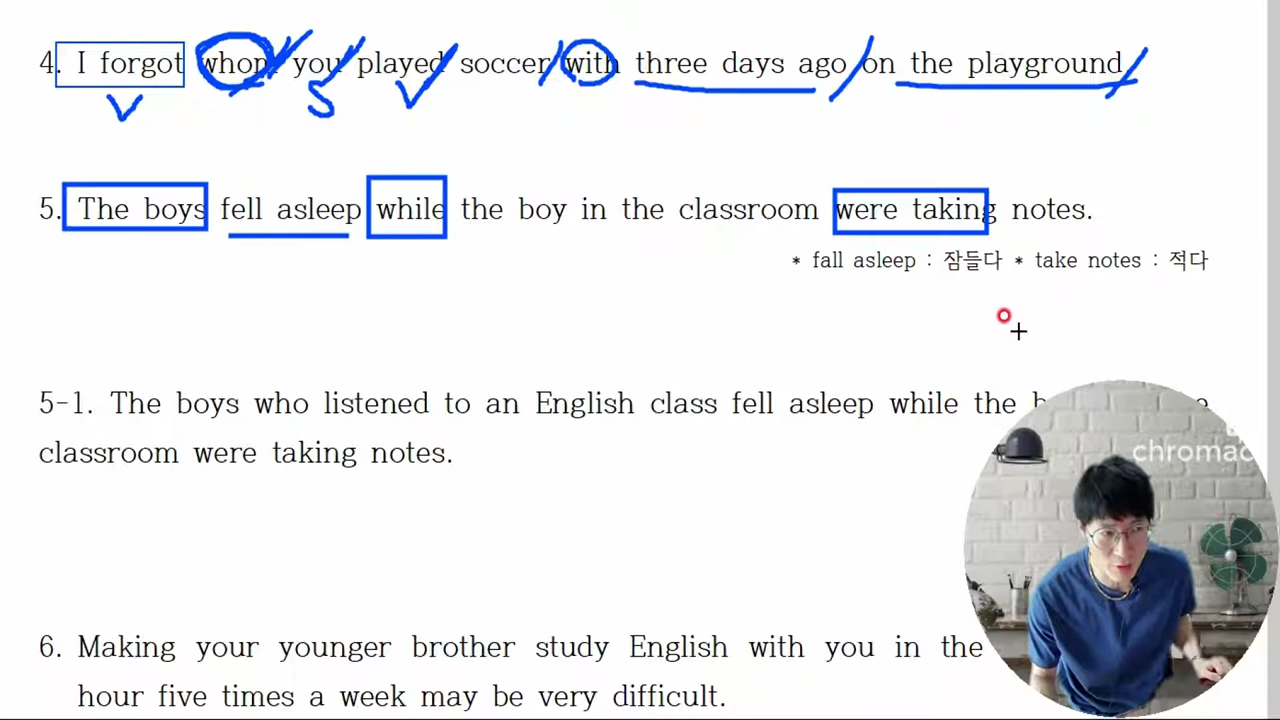 4. I forgot whom you played soccer with three days ago on the playground.
5. The boys fell asleep while the boy in the classroom were taking notes.
* fall asleep : 잠들다 * take notes : 적다
5-1. The boys who listened to an English class fell asleep while the
classroom were taking notes.
chromac
6. Making your younger brother study English with you in the
hour five times a week may be very difficult.